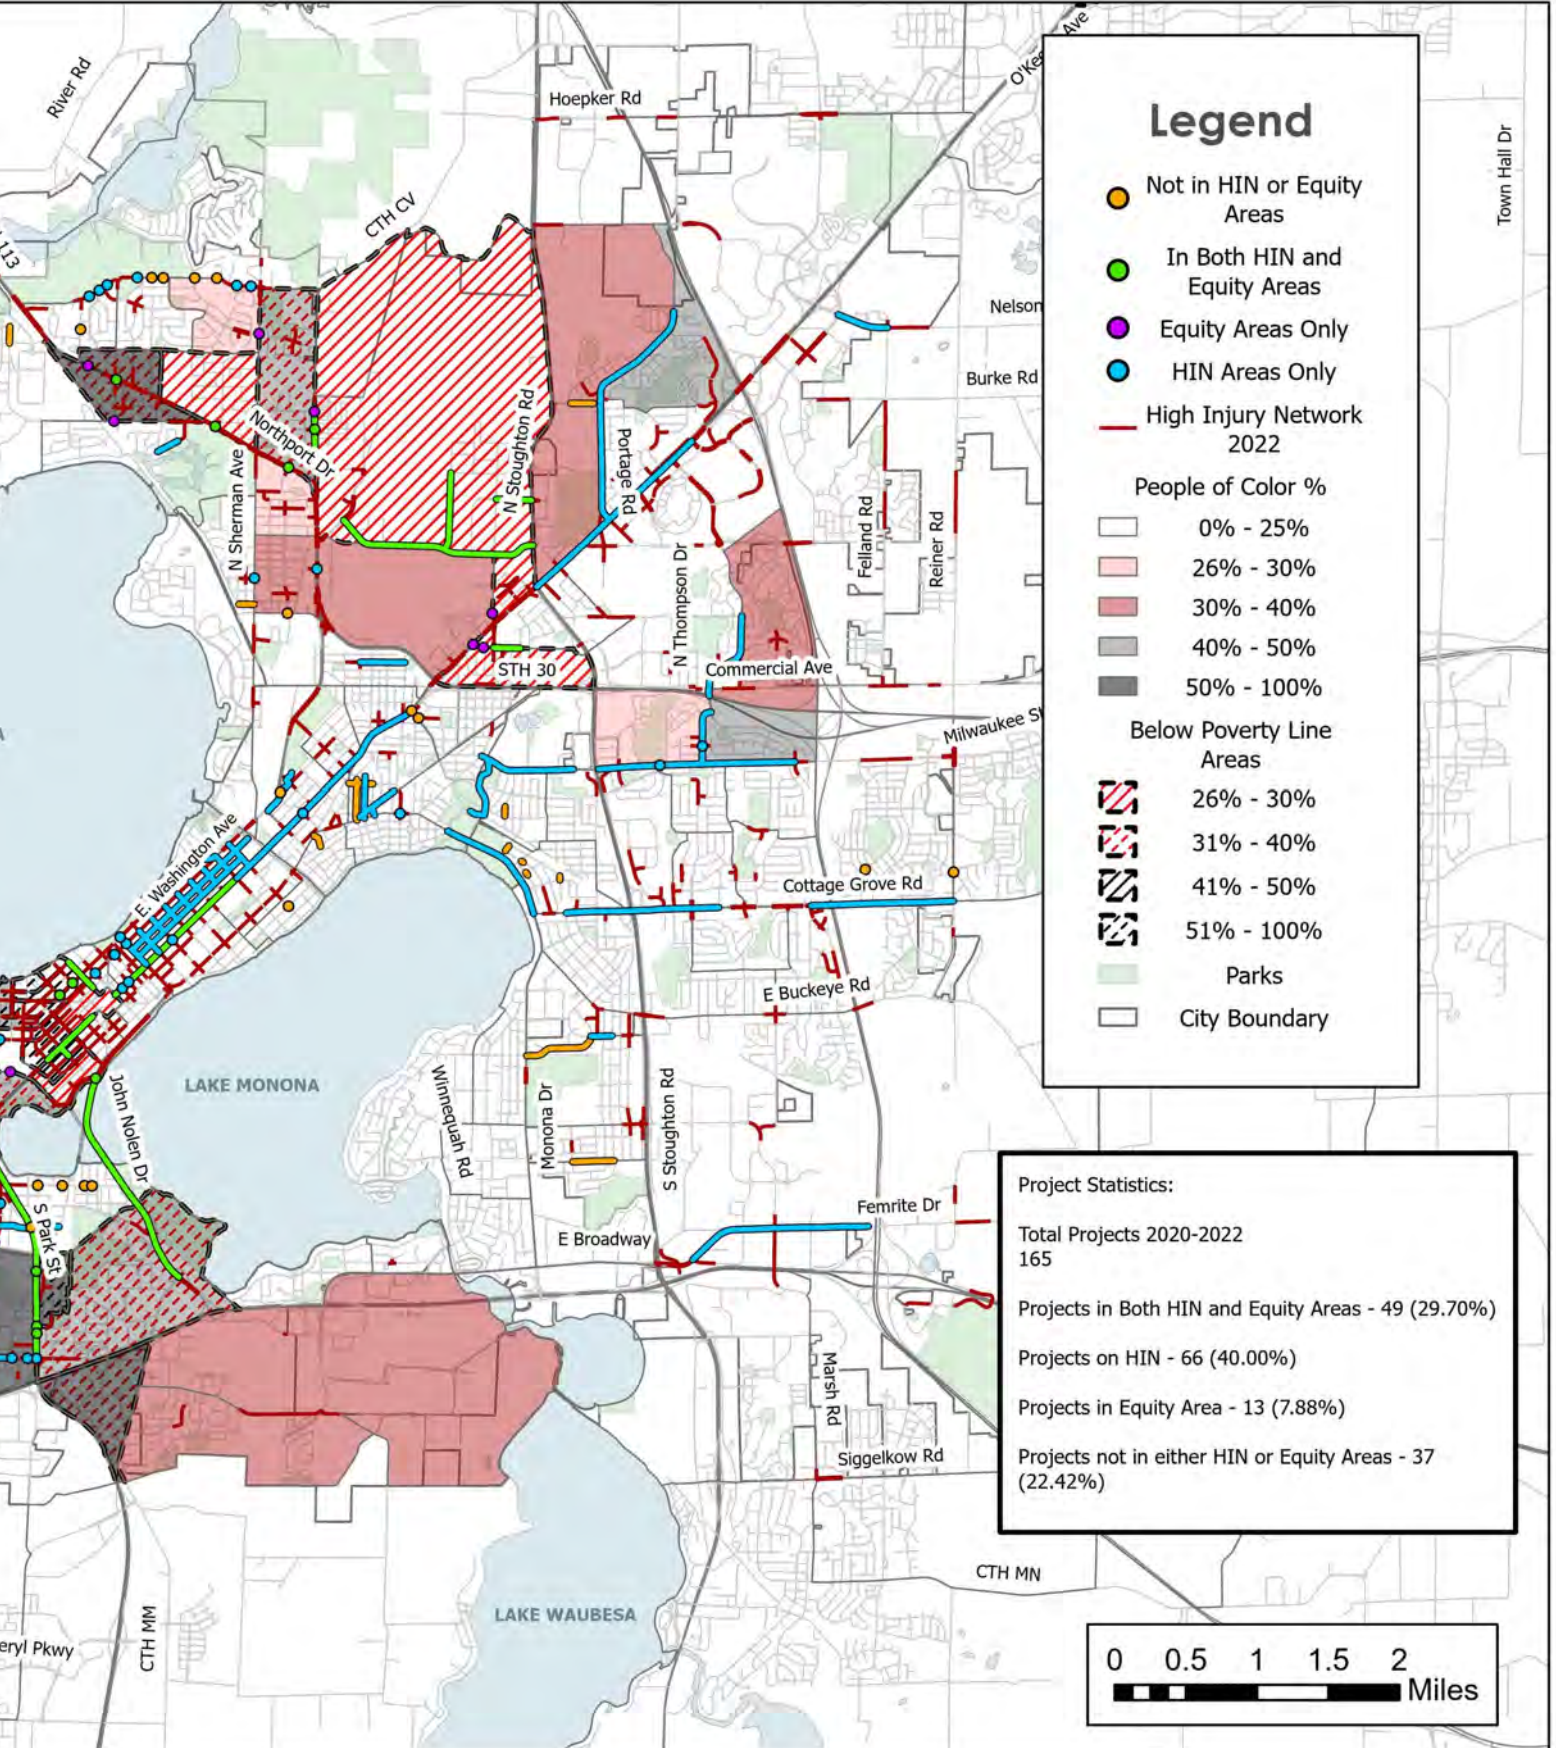 River Rd
Hoepker Rd
Ave
Town Hall Dr
CTH CV
113
Nelson
Burke Rd
N Stoughton Rd
Northport Dr
Portage Rd
N Sherman Ave
Felland Rd
Reiner Rd
N Thompson Dr
STH 30
Commercial Ave
Milwaukee St
E. Washington Ave
Cottage Grove Rd
E Buckeye Rd
LAKE MONONA
John Nolen Dr
Winnequah Rd
Monona Dr
S Stoughton Rd
S Park St
E Broadway
Femrite Dr
Marsh Rd
Siggelkow Rd
CTH MN
LAKE WAUBESA
CTH MM
eryl Pkwy
Legend
Not in HIN or Equity
Areas
In Both HIN and
Equity Areas
Equity Areas Only
HIN Areas Only
High Injury Network
2022
People of Color %
0% - 25%
26% - 30%
30% - 40%
40% - 50%
50% - 100%
Below Poverty Line
Areas
26% - 30%
31% - 40%
41% - 50%
51% - 100%
Parks
City Boundary
Project Statistics:
Total Projects 2020-2022
165
Projects in Both HIN and Equity Areas - 49 (29.70%)
Projects on HIN - 66 (40.00%)
Projects in Equity Area - 13 (7.88%)
Projects not in either HIN or Equity Areas - 37
(22.42%)
0 0.5 1 1.5 2
Miles